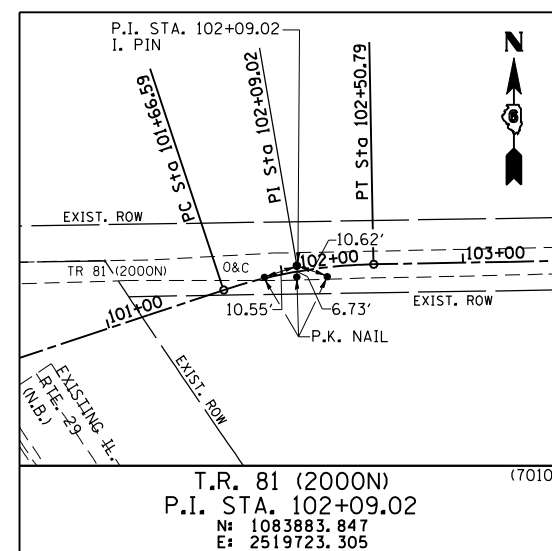 P.I. STA. 102+09.02
I. PIN
N
6
PC Sta 101+66.59
PI Sta 102+09.02
PT Sta 102+50.79
EXIST. ROW
10.62'
102+00
103+00
TR 81 (2000N)
O&C
EXIST. ROW
101+00
10.55'
6.73'
P.K. NAIL
EXIST. ROW
EXISTING IL.
RTE. 29
(N.B.)
T.R. 81 (2000N)
(7010
P.I. STA. 102+09.02
N: 1083883.847
E: 2519723.305